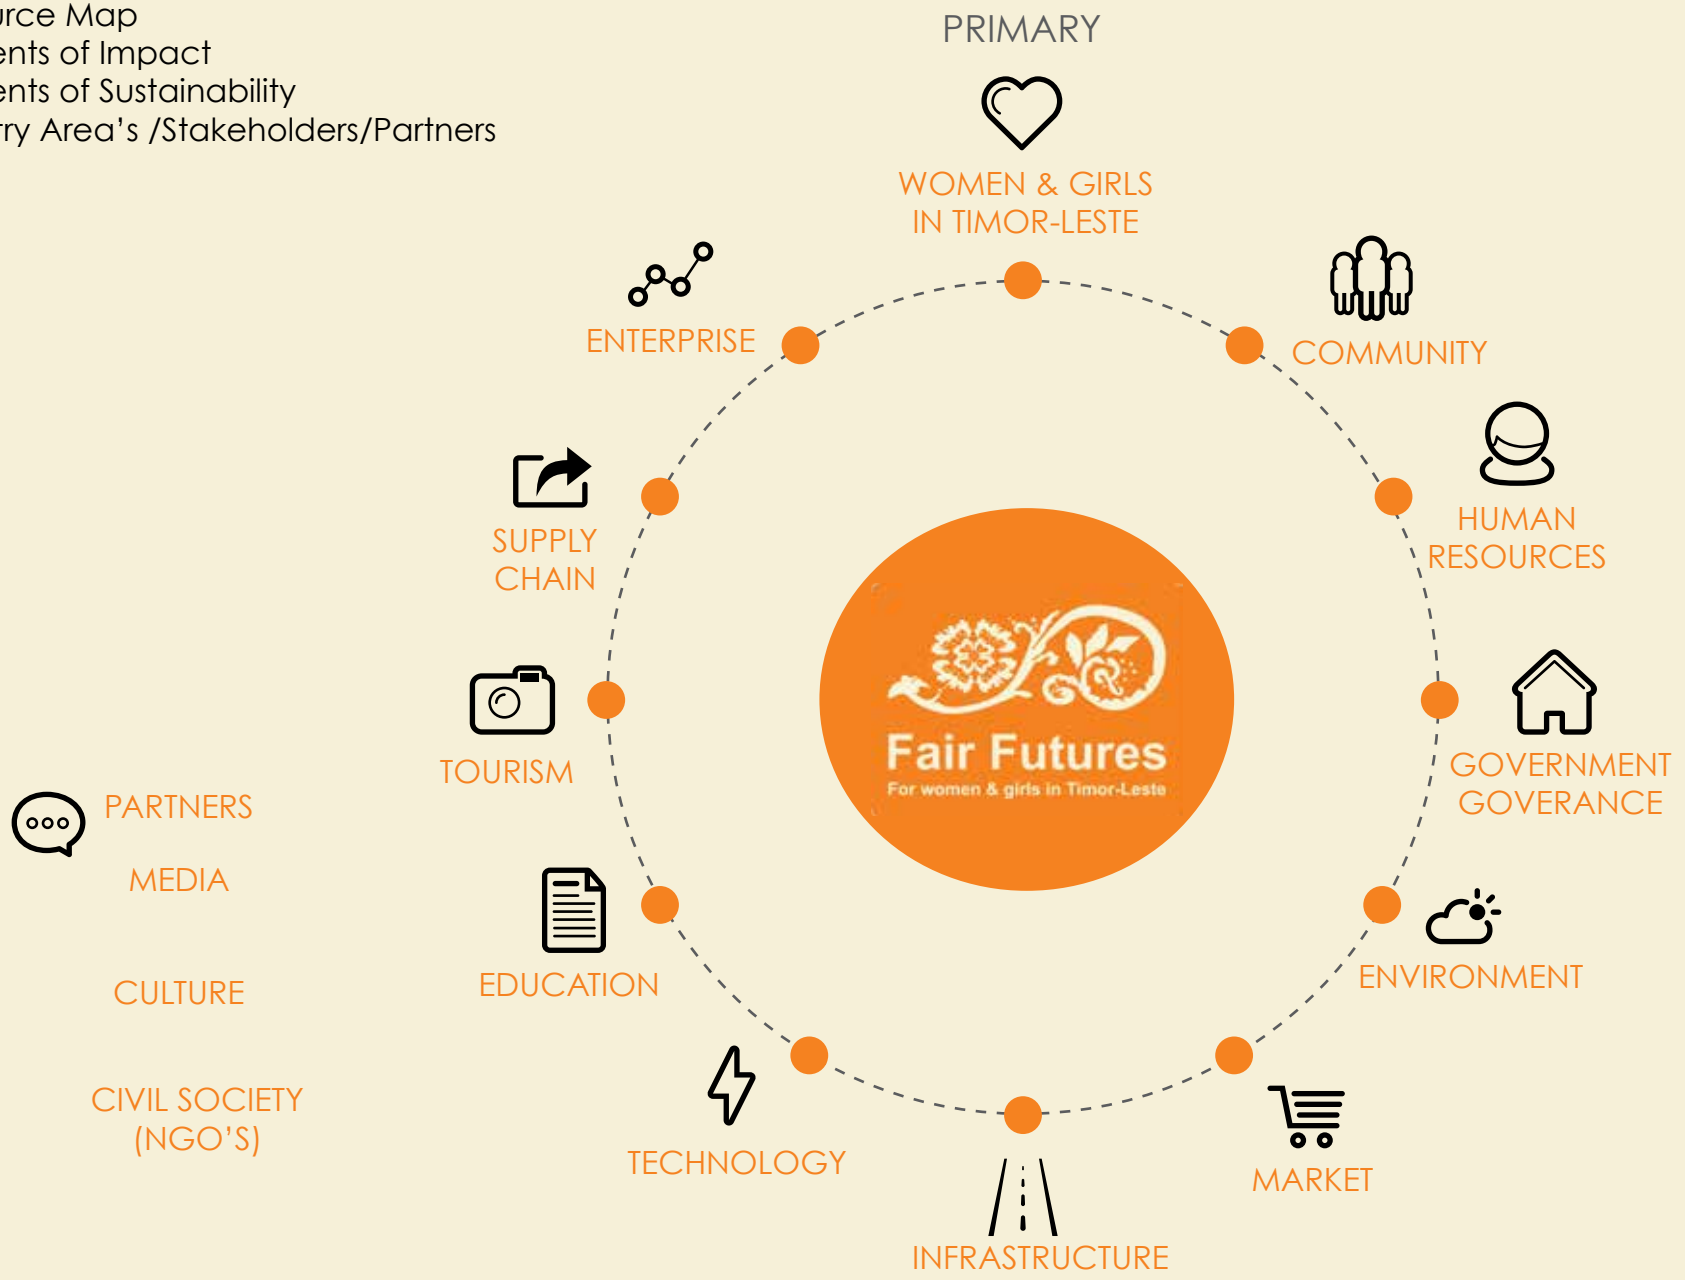 urce Map
ents of Impact
ents of Sustainability
try Area's /Stakeholders/Partners
PRIMARY
WOMEN & GIRLS
IN TIMOR-LESTE
ENTERPRISE
COMMUNITY
SUPPLY
CHAIN
HUMAN
RESOURCES
Fair Futures
For women & girls in Timor-Leste
TOURISM
GOVERNMENT
GOVERANCE
PARTNERS
MEDIA
EDUCATION
ENVIRONMENT
CULTURE
CIVIL SOCIETY
(NGO'S)
TECHNOLOGY
MARKET
INFRASTRUCTURE